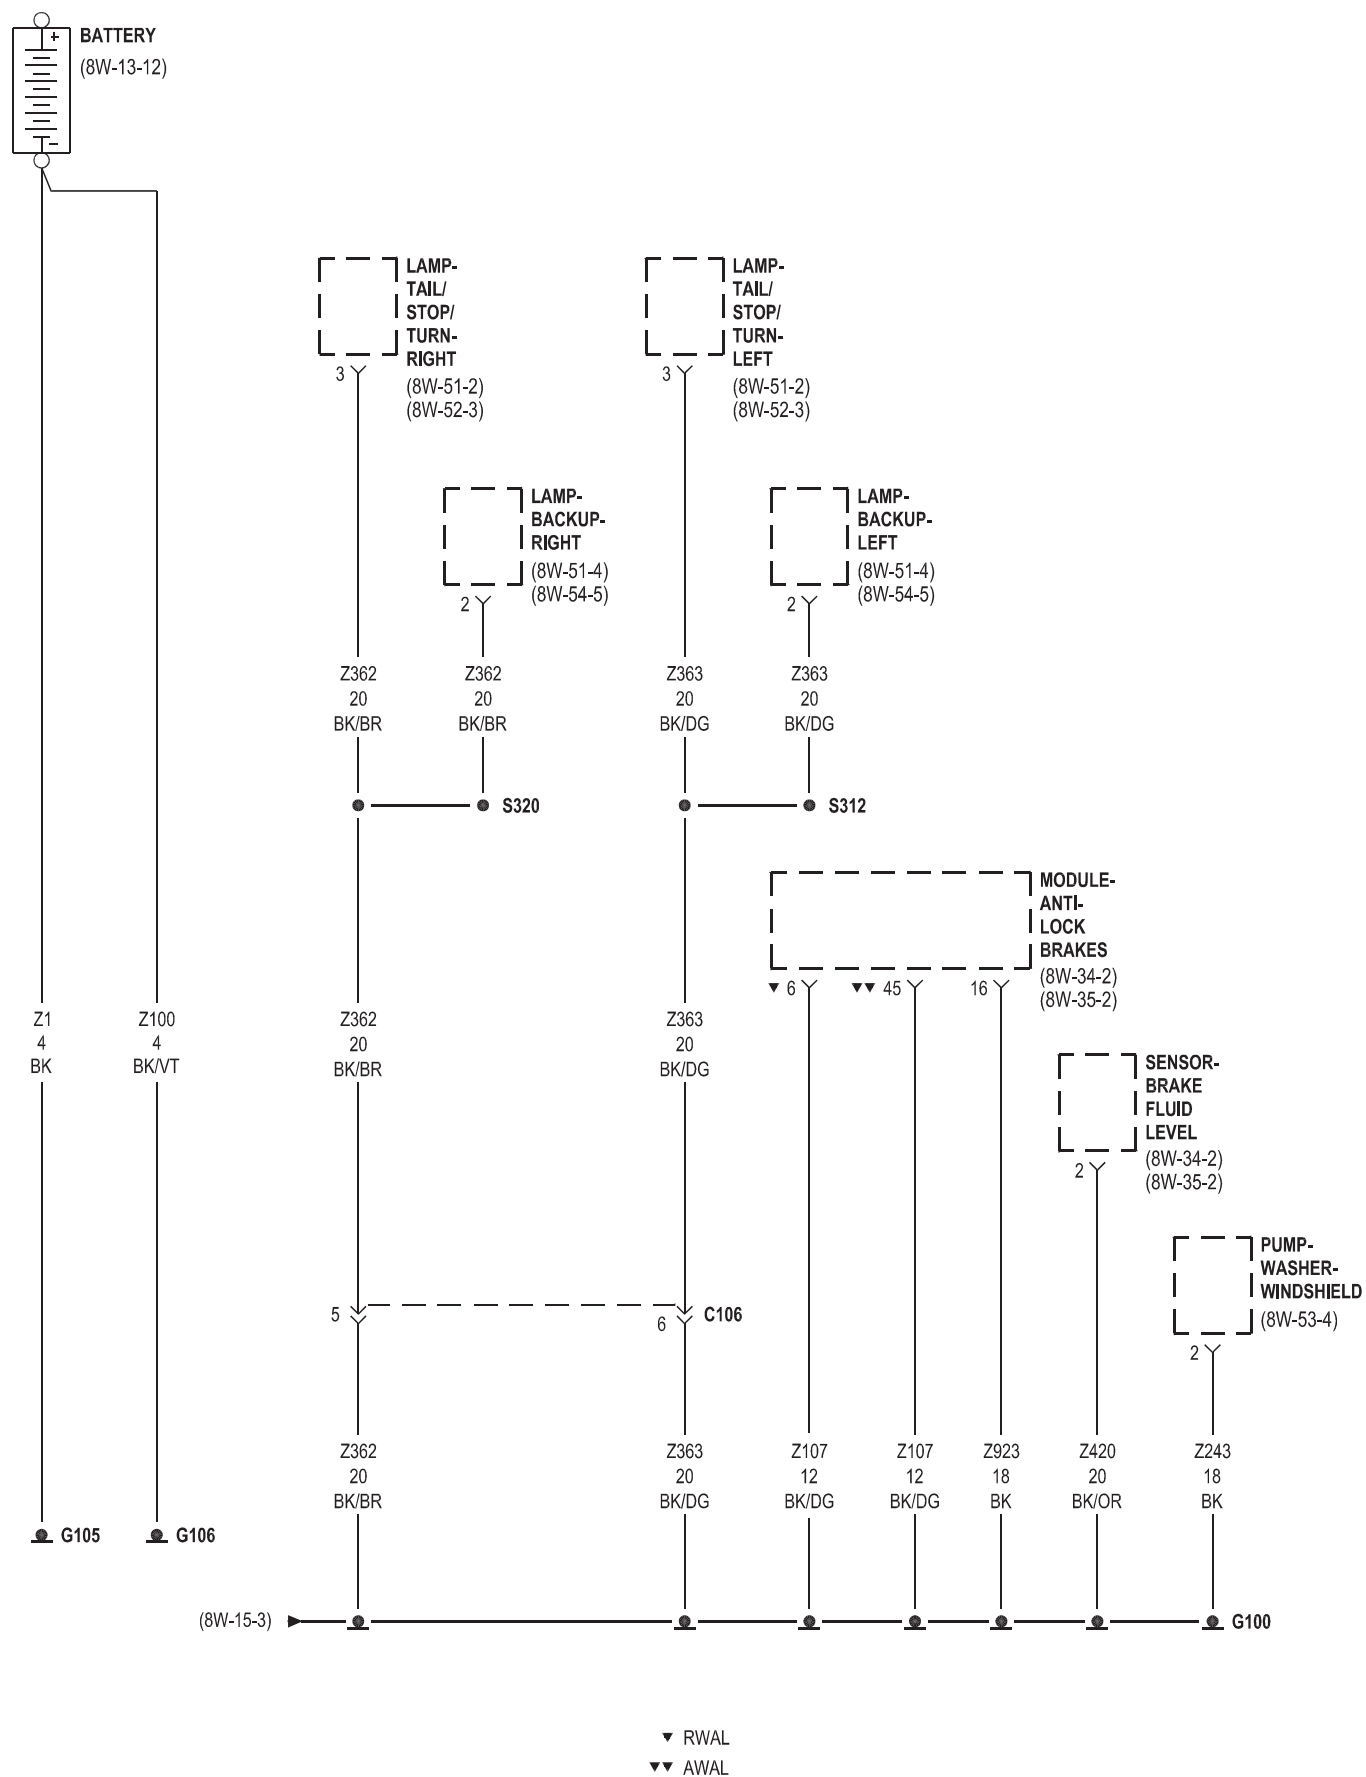 +
BATTERY
(8W-13-12)
-
LAMP-
TAIL/
STOP/
TURN-
RIGHT
(8W-51-2)
(8W-52-3)
3
LAMP-
TAIL/
STOP/
TURN-
LEFT
(8W-51-2)
(8W-52-3)
3
LAMP-
BACKUP-
RIGHT
(8W-51-4)
(8W-54-5)
2
LAMP-
BACKUP-
LEFT
(8W-51-4)
(8W-54-5)
2
Z362
20
BK/BR
Z362
20
BK/BR
Z363
20
BK/DG
Z363
20
BK/DG
S320
S312
MODULE-
ANTI-
LOCK
BRAKES
(8W-34-2)
(8W-35-2)
▼ 6
▼▼ 45
16
Z1
4
BK
Z100
4
BK/VT
Z362
20
BK/BR
Z363
20
BK/DG
SENSOR-
BRAKE
FLUID
LEVEL
(8W-34-2)
(8W-35-2)
2
PUMP-
WASHER-
WINDSHIELD
(8W-53-4)
2
5
6
C106
Z362
20
BK/BR
Z363
20
BK/DG
Z107
12
BK/DG
Z107
12
BK/DG
Z923
18
BK
Z420
20
BK/OR
Z243
18
BK
G105
G106
(8W-15-3)
G100
▼ RWAL
▼▼ AWAL